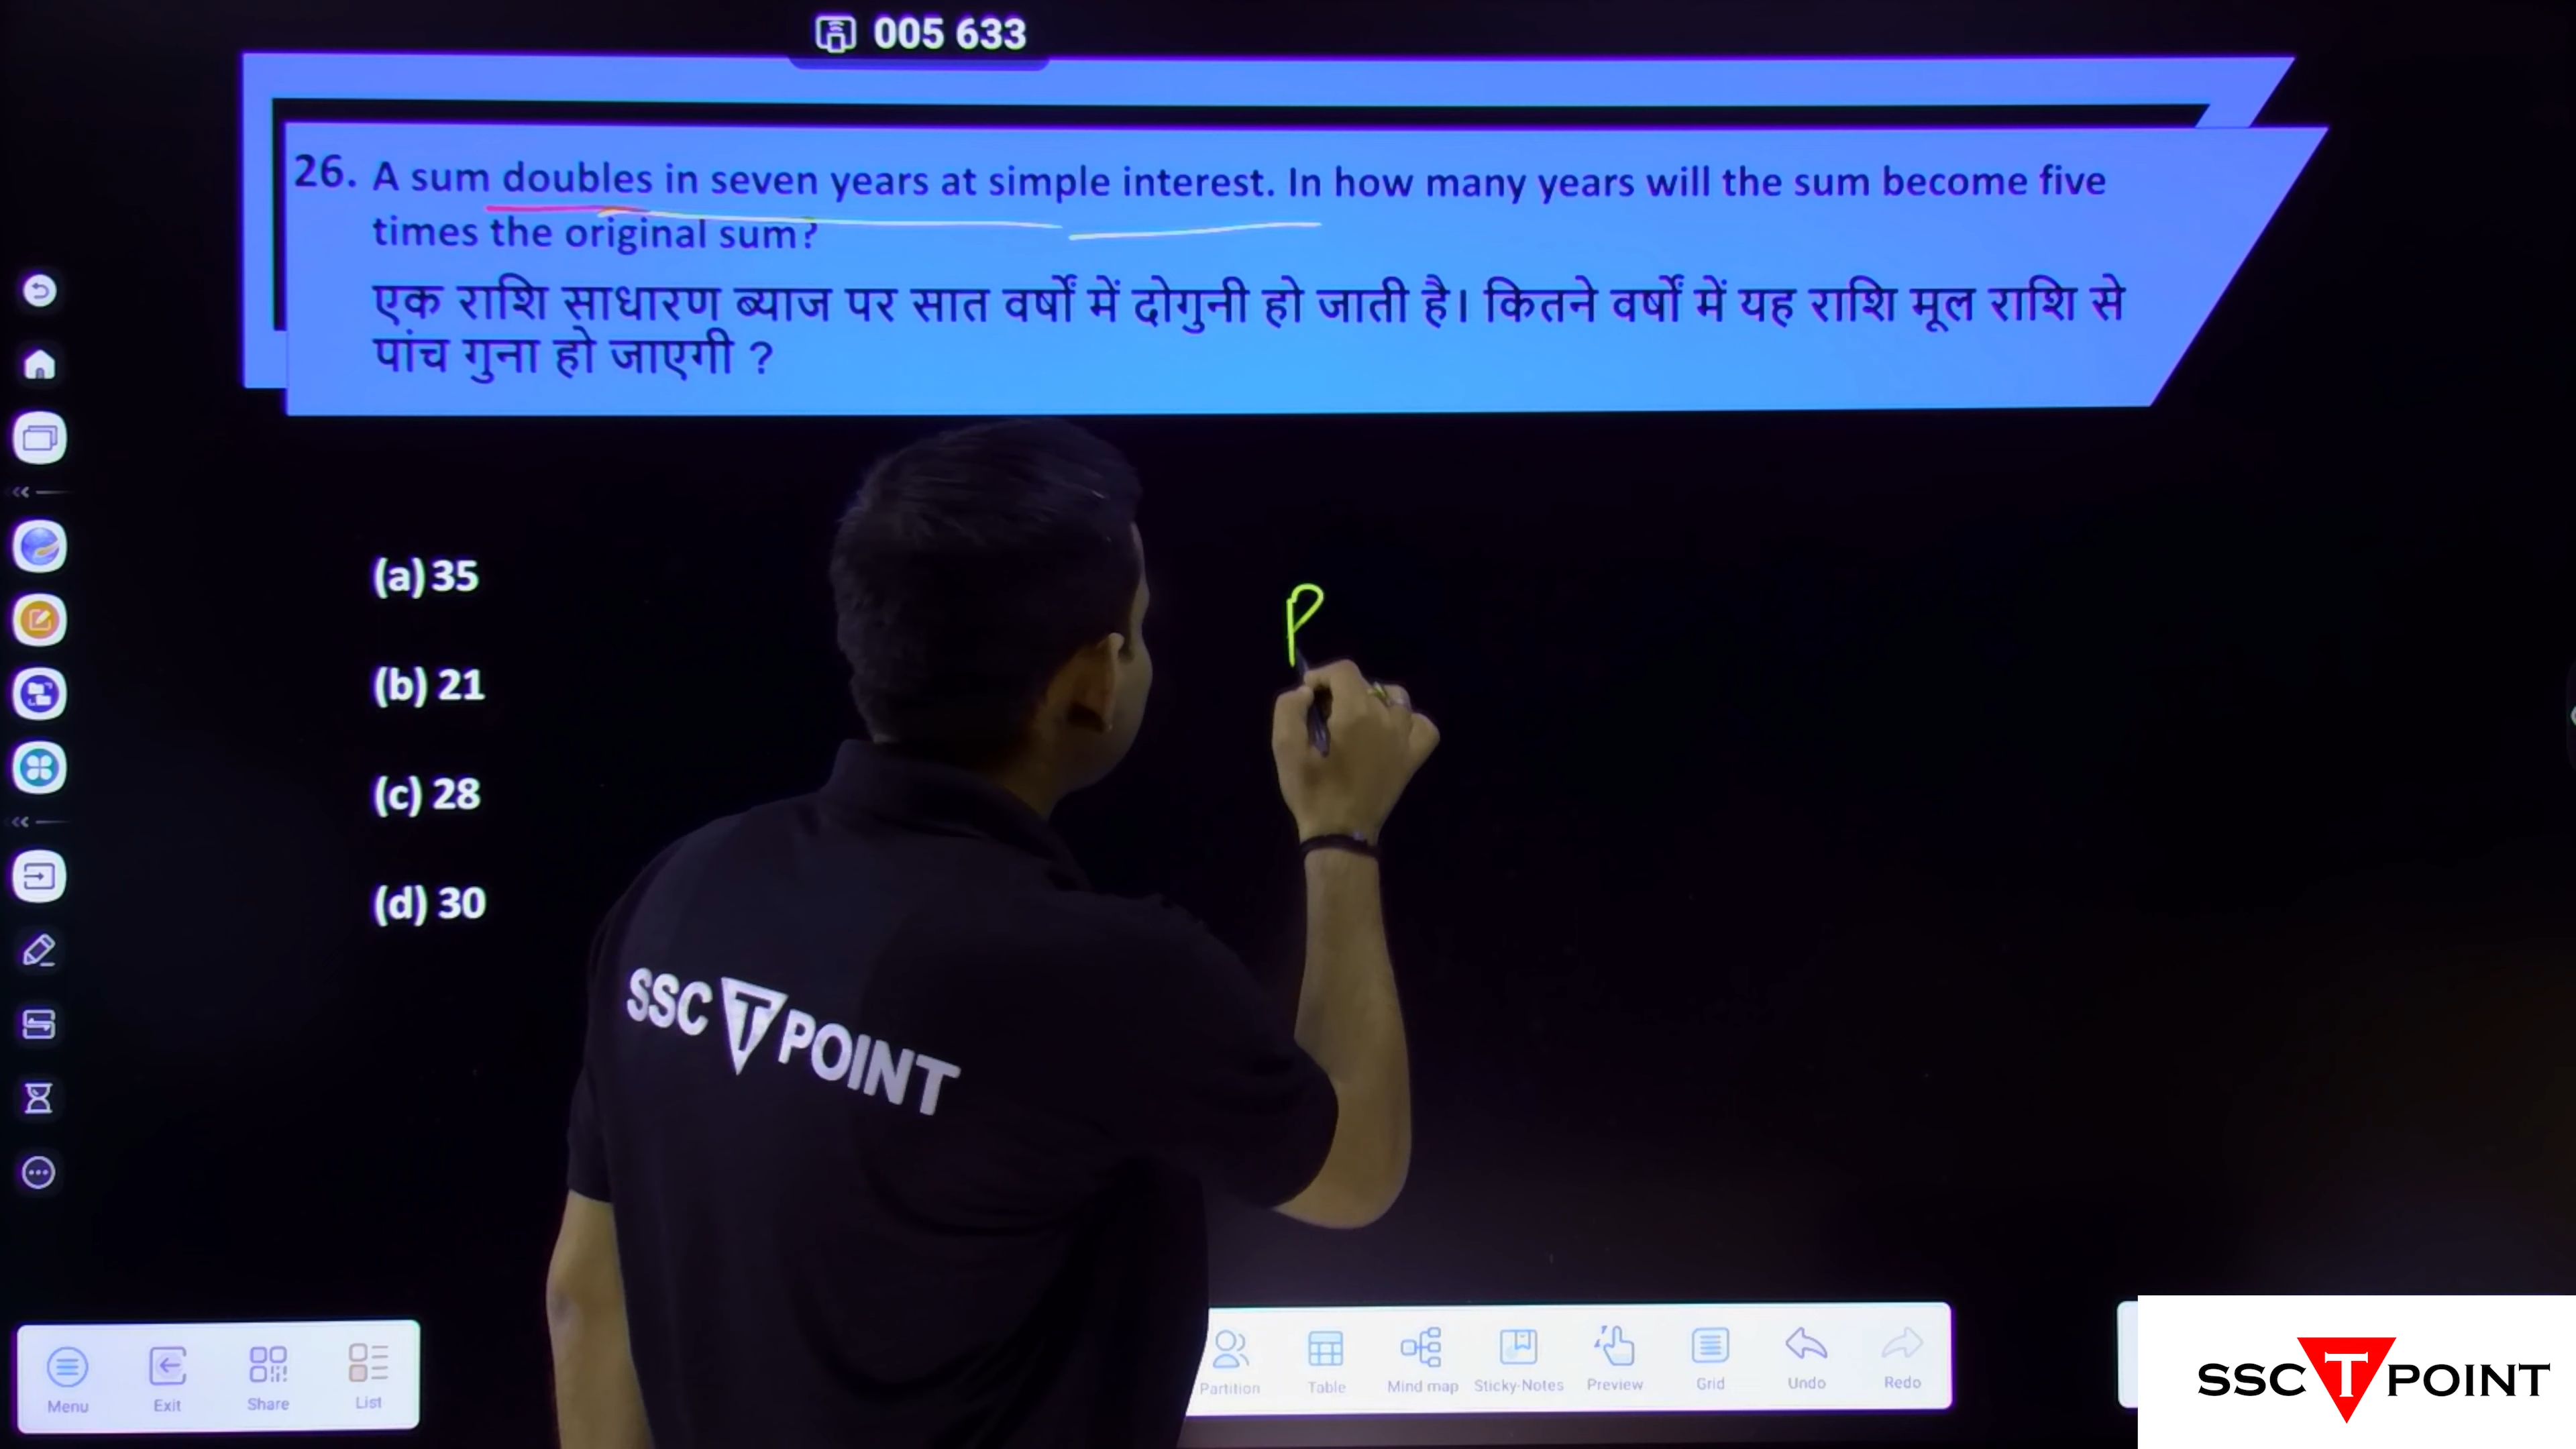 005 633
26. A sum doubles in seven years at simple interest. In how many years will the sum become five
times the original sum?
एक राशि साधारण ब्याज पर सात वर्षों में दोगुनी हो जाती है। कितने वर्षों में यह राशि मूल राशि से
पांच गुना हो जाएगी ?
(a) 35
(b) 21
(c) 28
(d) 30
P
SSC T POINT
Menu Exit Share List Partition Table Mind map Sticky-Notes Preview Grid Undo Redo
SSC T POINT